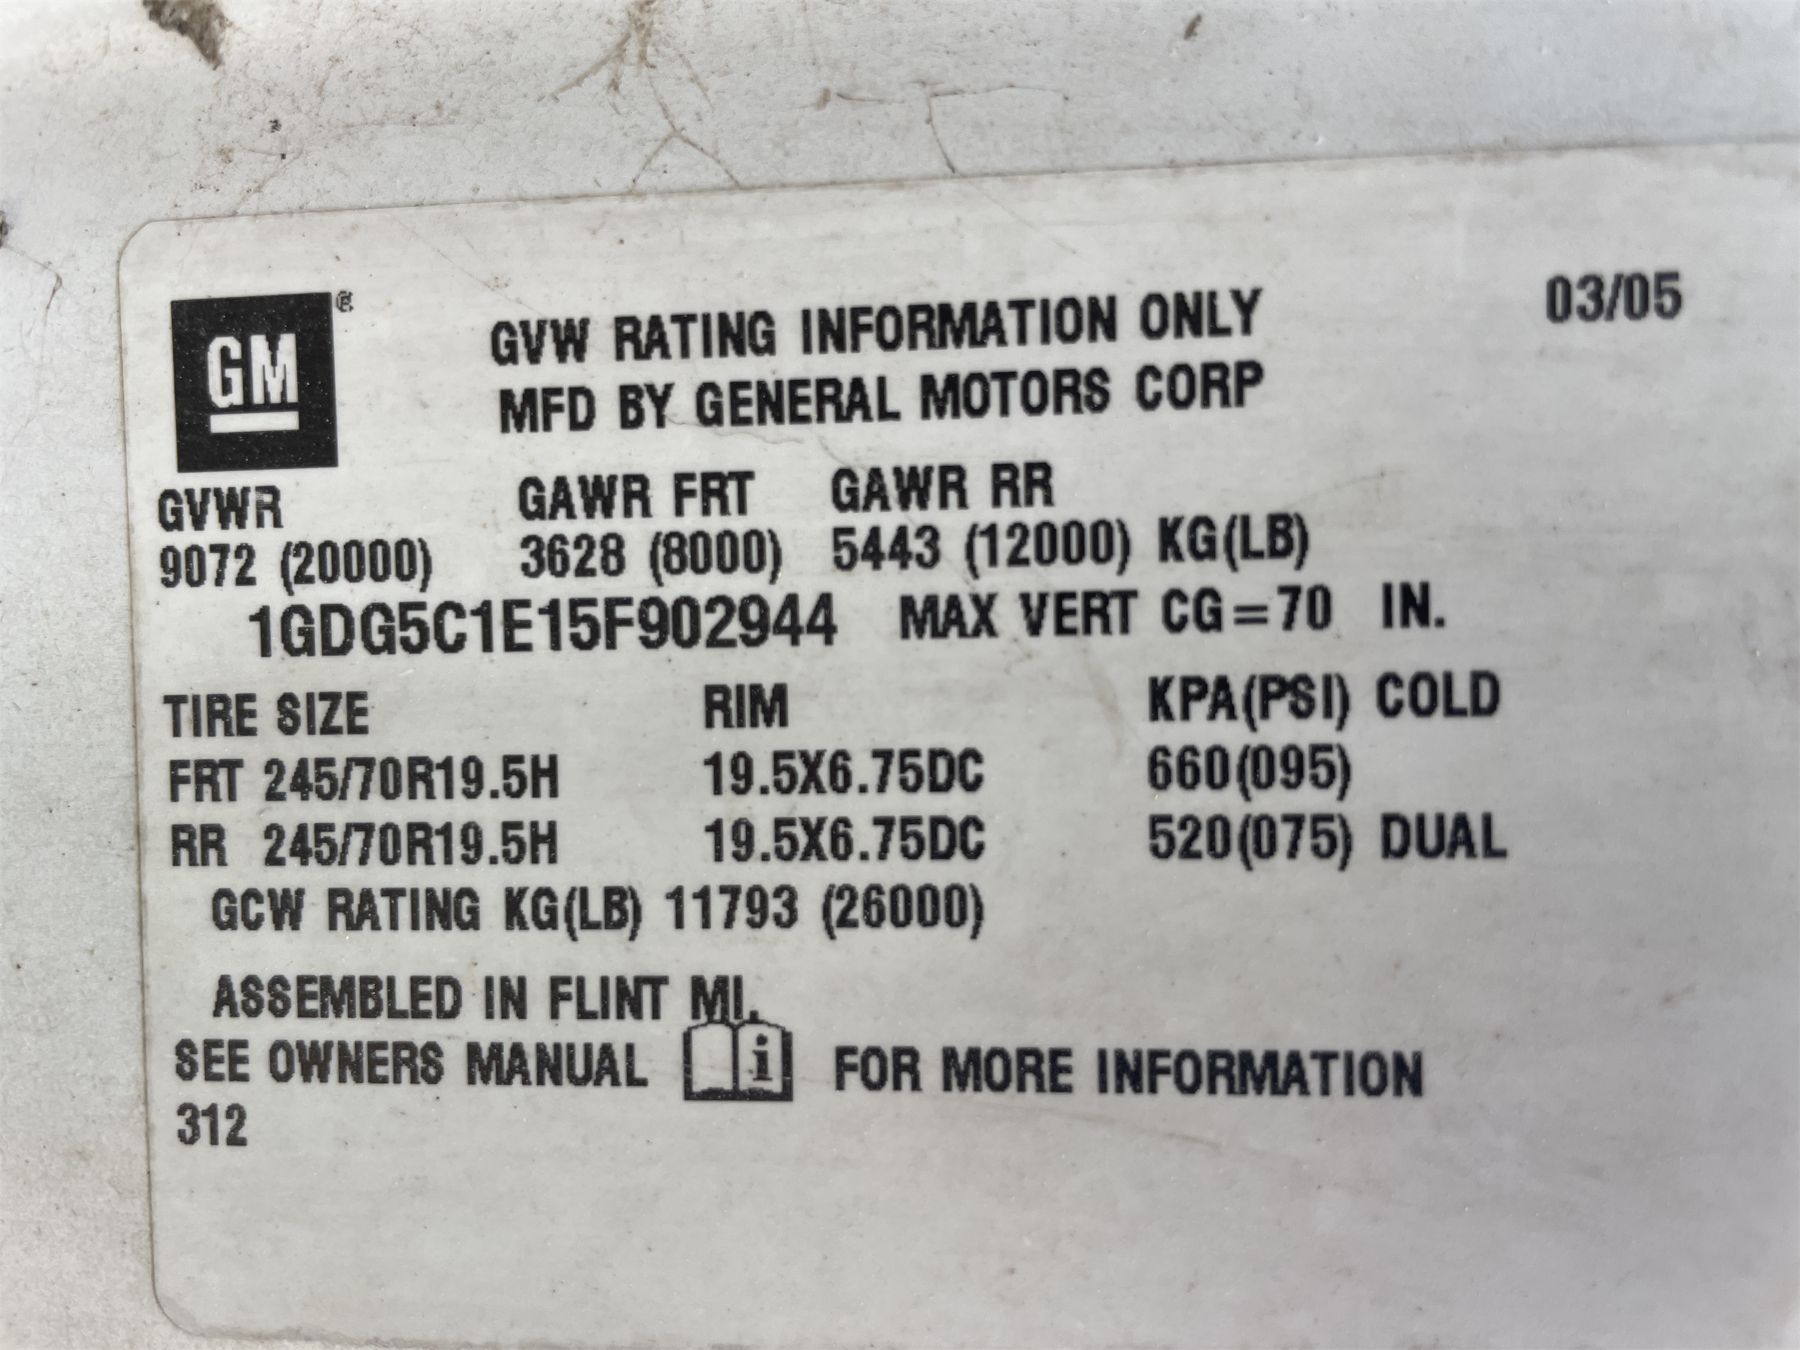 GM ®
GVW RATING INFORMATION ONLY 03/05
MFD BY GENERAL MOTORS CORP
GVWR GAWR FRT GAWR RR
9072 (20000) 3628 (8000) 5443 (12000) KG(LB)
1GDG5C1E15F902944 MAX VERT CG=70 IN.
TIRE SIZE RIM KPA(PSI) COLD
FRT 245/70R19.5H 19.5X6.75DC 660(095)
RR 245/70R19.5H 19.5X6.75DC 520(075) DUAL
GCW RATING KG(LB) 11793 (26000)
ASSEMBLED IN FLINT MI.
SEE OWNERS MANUAL i FOR MORE INFORMATION
312